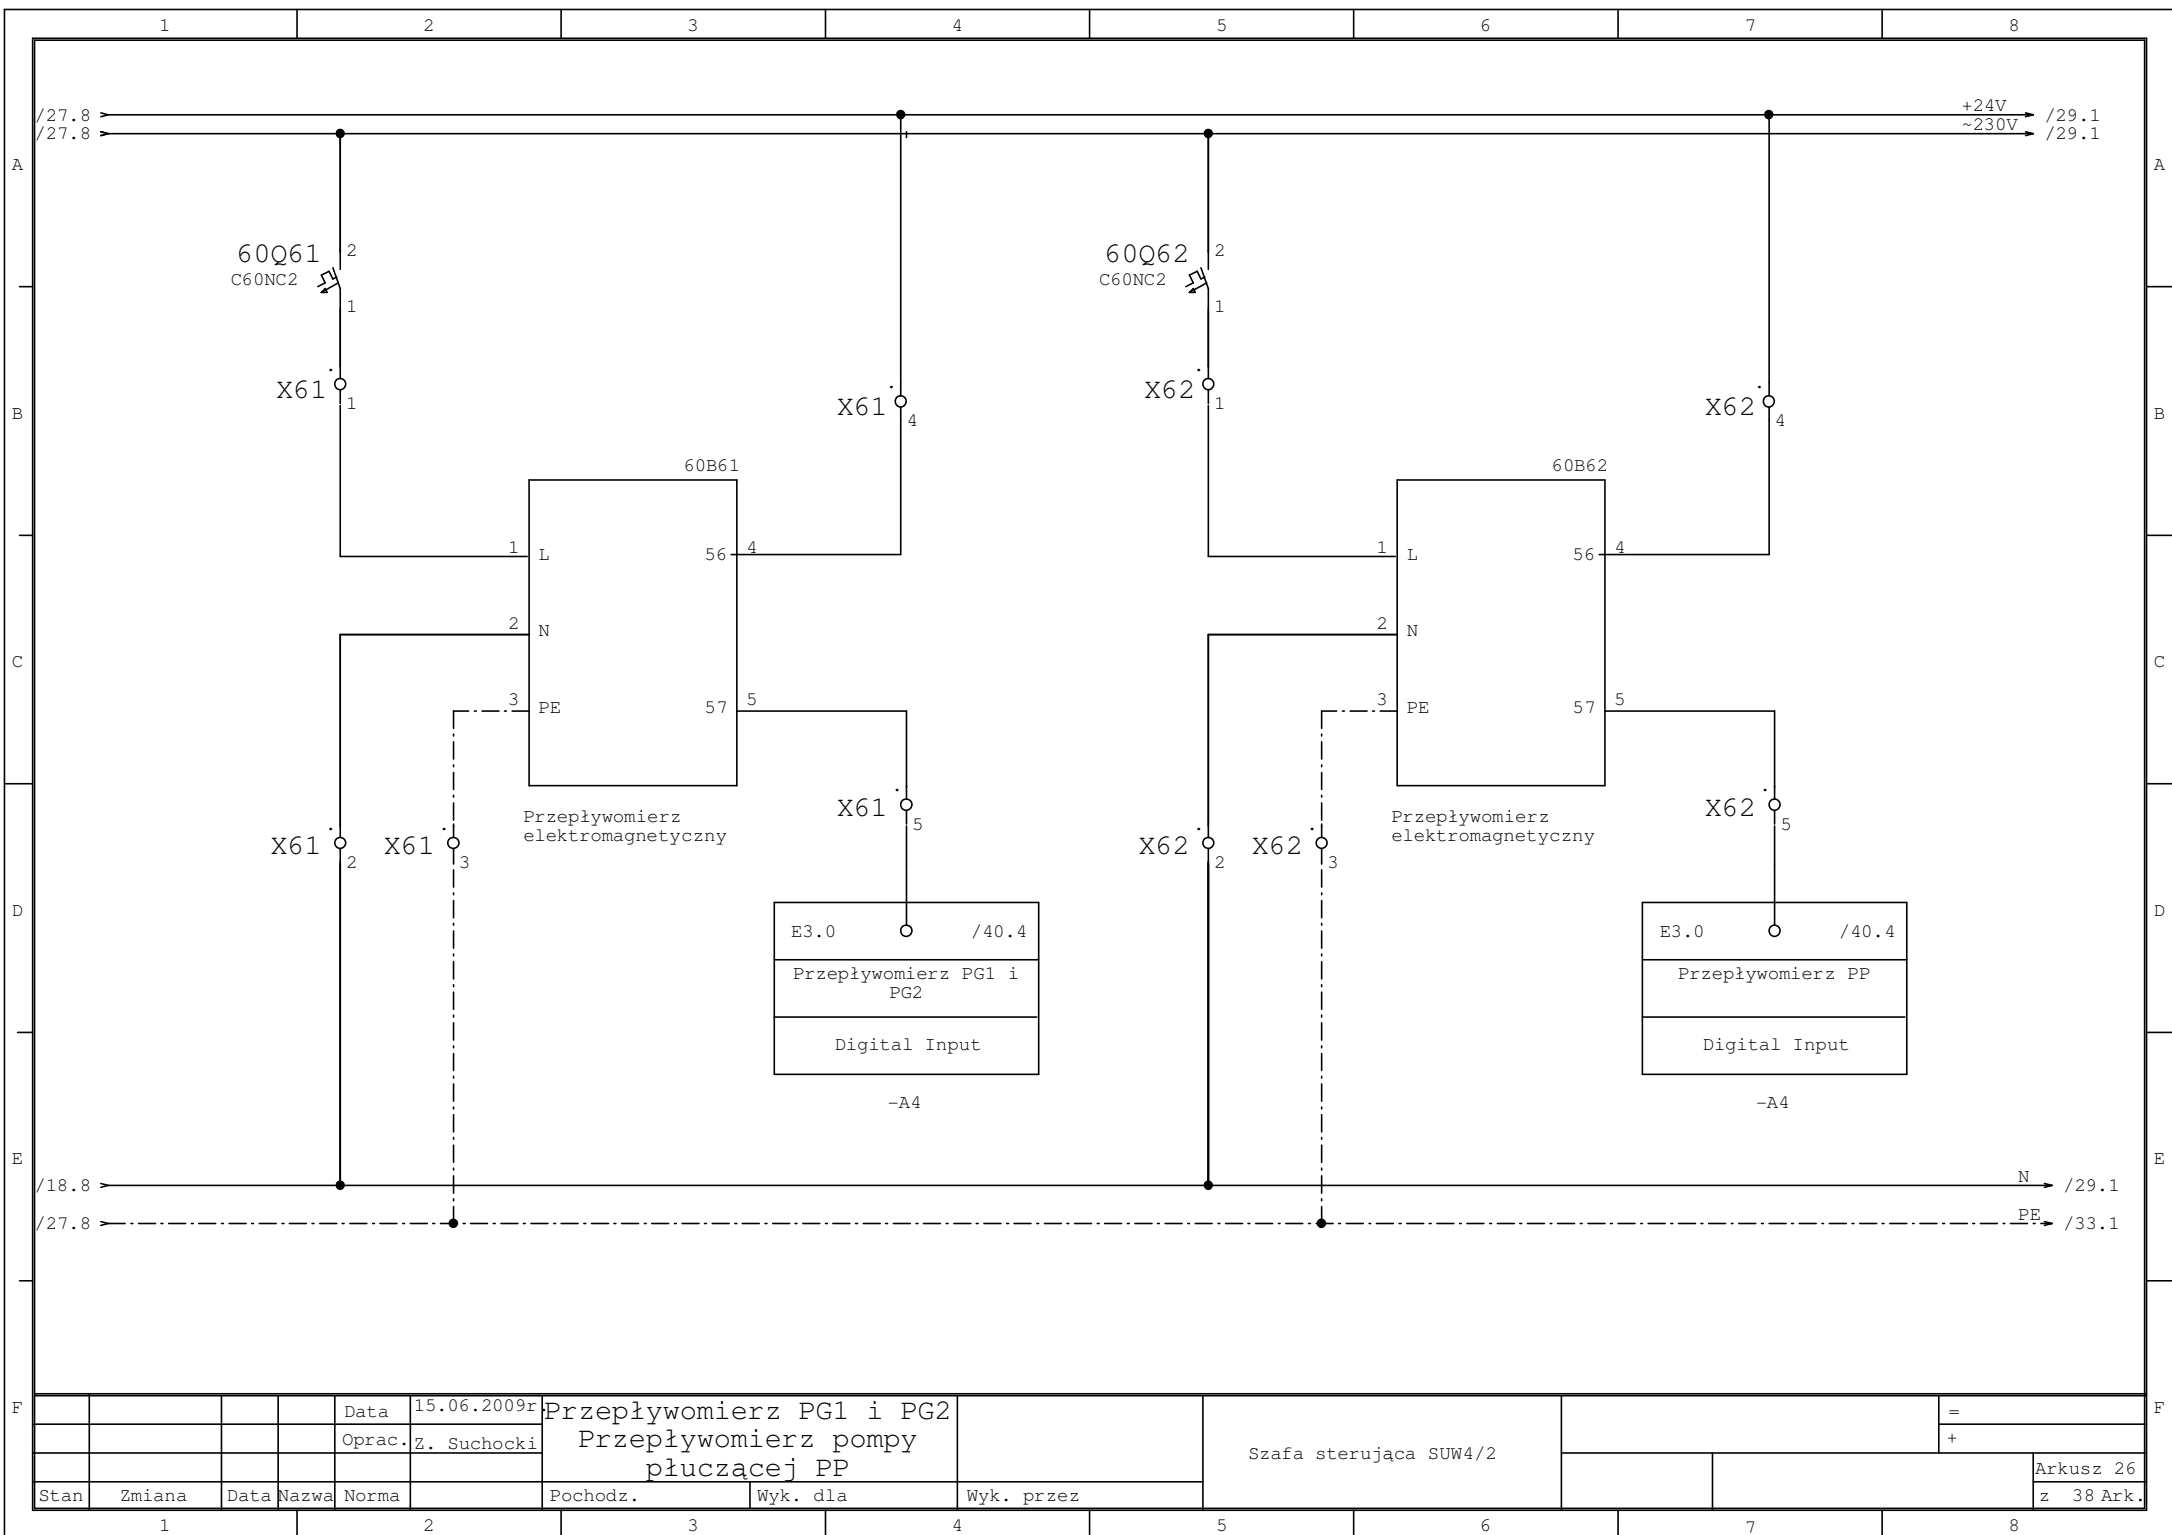 1 2 3 4 5 6 7 8
/27.8 +24V /29.1
/27.8 ~230V /29.1
A A
60Q61 2 60Q62 2
C60NC2 C60NC2
1 1
X61 1 X61 4 X62 1 X62 4
B B
60B61 60B62
1 L 56 4 1 L 56 4
2 N 2 N
C C
3 PE 57 5 3 PE 57 5
X61 5 X62 5
Przepływomierz Przepływomierz
elektromagnetyczny elektromagnetyczny
X61 2 X61 3 X62 2 X62 3
D D
E3.0 /40.4 E3.0 /40.4
Przepływomierz PG1 i Przepływomierz PP
PG2
Digital Input Digital Input
-A4 -A4
E E
/18.8 N /29.1
/27.8 PE /33.1
F F
Data 15.06.2009r. Przepływomierz PG1 i PG2 =
Oprac. Z. Suchocki Przepływomierz pompy +
płuczącej PP Szafa sterująca SUW4/2 Arkusz 26
Stan Zmiana Data Nazwa Norma Pochodz. Wyk. dla Wyk. przez z 38 Ark.
1 2 3 4 5 6 7 8